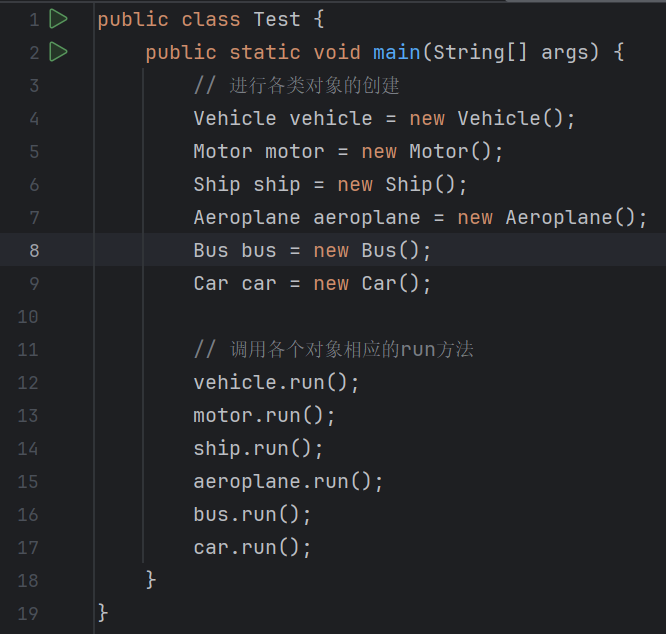 1 public class Test {
2 public static void main(String[] args) {
3 // 进行各类对象的创建
4 Vehicle vehicle = new Vehicle();
5 Motor motor = new Motor();
6 Ship ship = new Ship();
7 Aeroplane aeroplane = new Aeroplane();
8 Bus bus = new Bus();
9 Car car = new Car();
10
11 // 调用各个对象相应的run方法
12 vehicle.run();
13 motor.run();
14 ship.run();
15 aeroplane.run();
16 bus.run();
17 car.run();
18 }
19 }